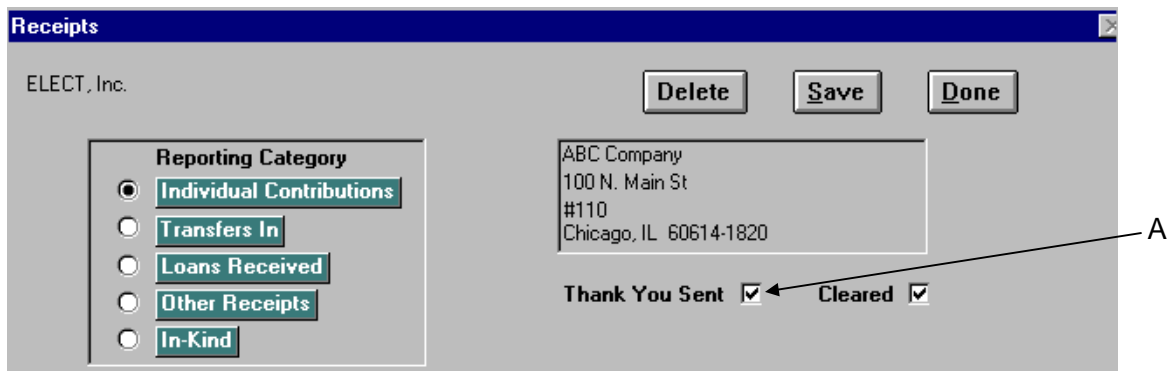 Receipts
ELECT, Inc.
Delete Save Done
Reporting Category
Individual Contributions
Transfers In
Loans Received
Other Receipts
In-Kind
ABC Company
100 N. Main St
#110
Chicago, IL 60614-1820
A
Thank You Sent Cleared